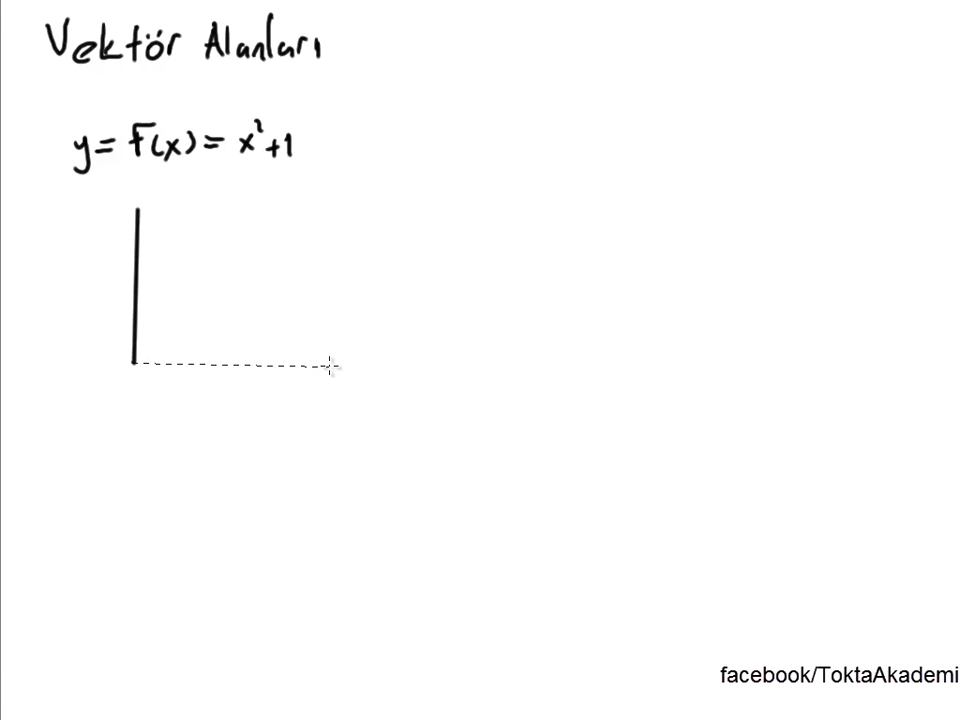 Vektör Alanları
y = F(x) = x²+1
facebook/ToktaAkademi